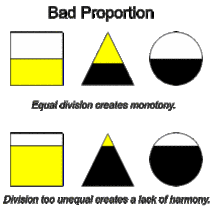 Bad Proportion
Equal division creates monotony.
Division too unequal creates a lack of harmony.